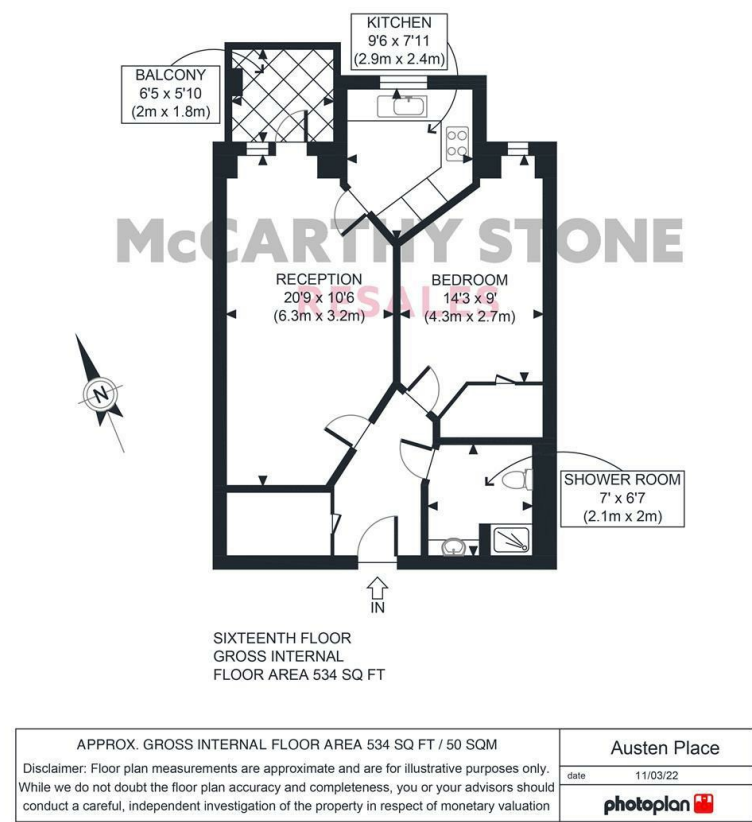 KITCHEN
9'6 x 7'11
(2.9m x 2.4m)
BALCONY
6'5 x 5'10
(2m x 1.8m)
McCARTHY STONE
RESALES
RECEPTION
20'9 x 10'6
(6.3m x 3.2m)
BEDROOM
14'3 x 9'
(4.3m x 2.7m)
N
SHOWER ROOM
7' x 6'7
(2.1m x 2m)
IN
SIXTEENTH FLOOR
GROSS INTERNAL
FLOOR AREA 534 SQ FT
APPROX. GROSS INTERNAL FLOOR AREA 534 SQ FT / 50 SQM
Disclaimer: Floor plan measurements are approximate and are for illustrative purposes only.
While we do not doubt the floor plan accuracy and completeness, you or your advisors should
conduct a careful, independent investigation of the property in respect of monetary valuation
Austen Place
date 11/03/22
photoplan